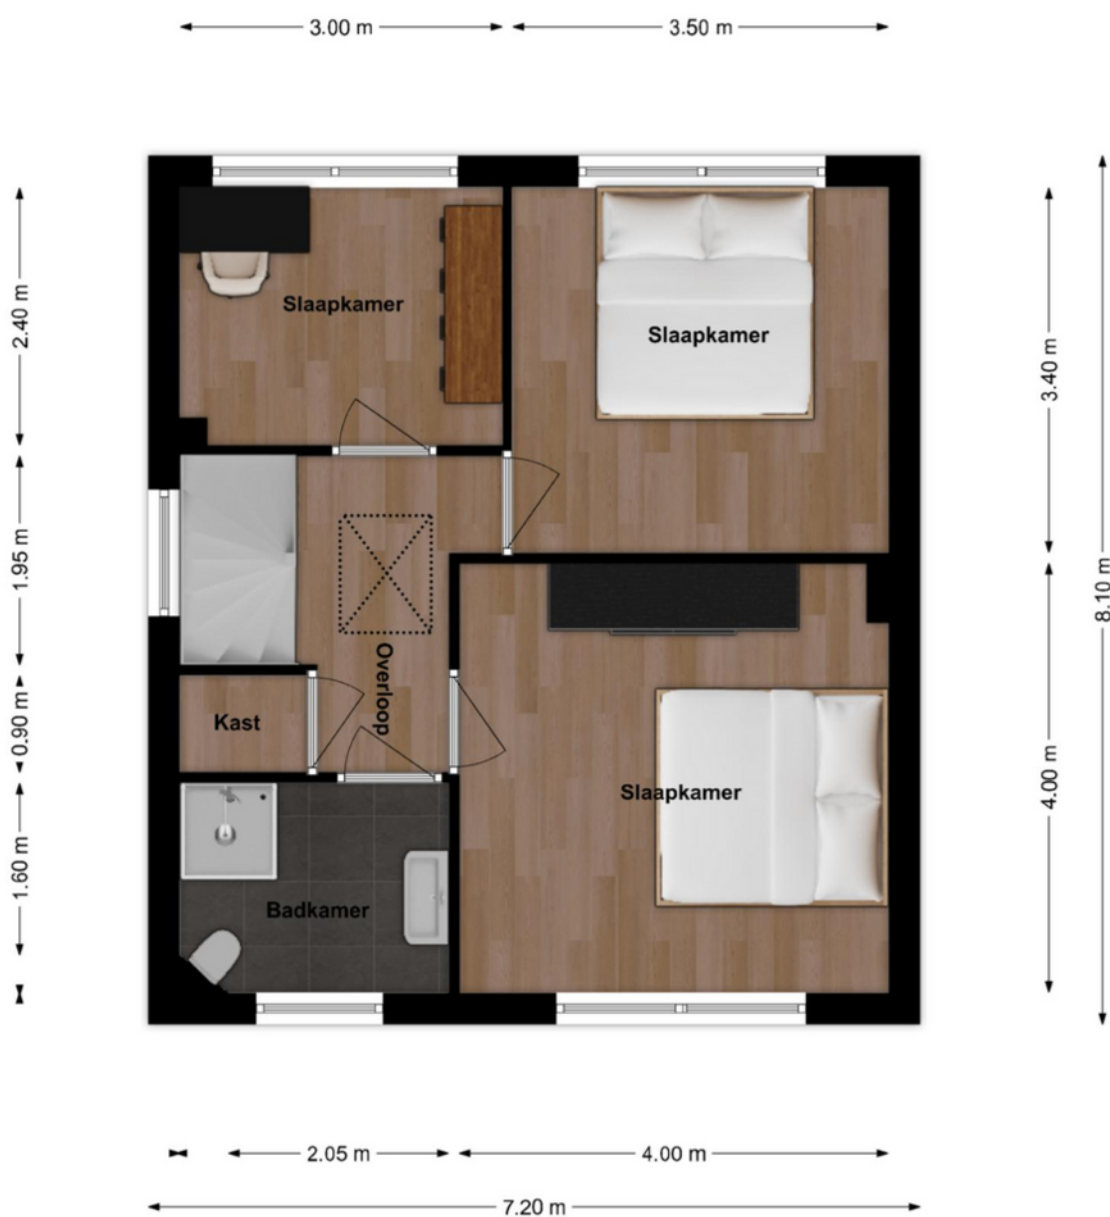 3.00 m
3.50 m
2.40 m
Slaapkamer
Slaapkamer
3.40 m
1.95 m
8.10 m
Overloop
0.90 m
Kast
4.00 m
Slaapkamer
1.60 m
Badkamer
2.05 m
4.00 m
7.20 m